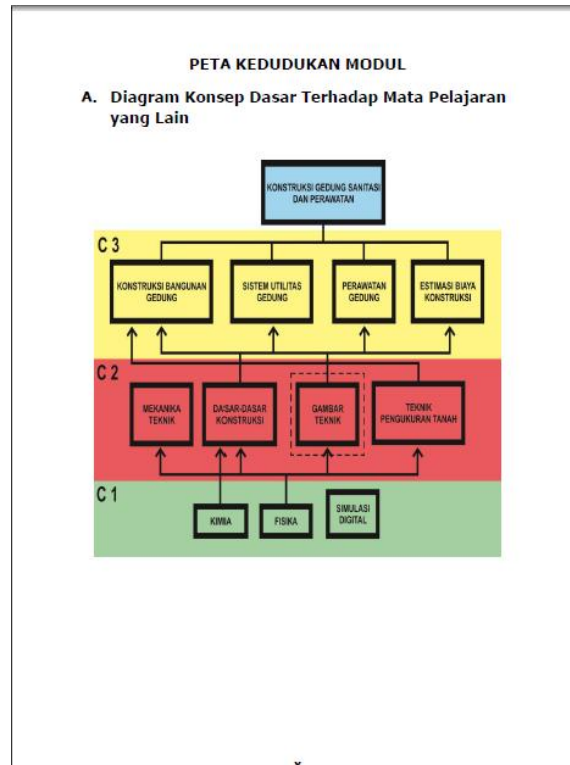 PETA KEDUDUKAN MODUL
A. Diagram Konsep Dasar Terhadap Mata Pelajaran
yang Lain
KONSTRUKSI GEDUNG SANITASI
DAN PERAWATAN
C 3
KONSTRUKSI BANGUNAN
GEDUNG
SISTEM UTILITAS
GEDUNG
PERAWATAN
GEDUNG
ESTIMASI BIAYA
KONSTRUKSI
C 2
MEKANIKA
TEKNIK
DASAR-DASAR
KONSTRUKSI
GAMBAR
TEKNIK
TEKNIK
PENGUKURAN TANAH
C 1
KIMIA
FISIKA
SIMULASI
DIGITAL